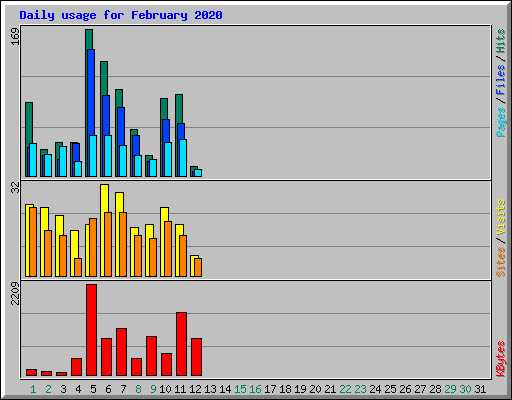 Daily usage for February 2020
169
Pages/Files/Hits
32
Sites/Visits
2209
KBytes
1 2 3 4 5 6 7 8 9 10 11 12 13 14 15 16 17 18 19 20 21 22 23 24 25 26 27 28 29 30 31